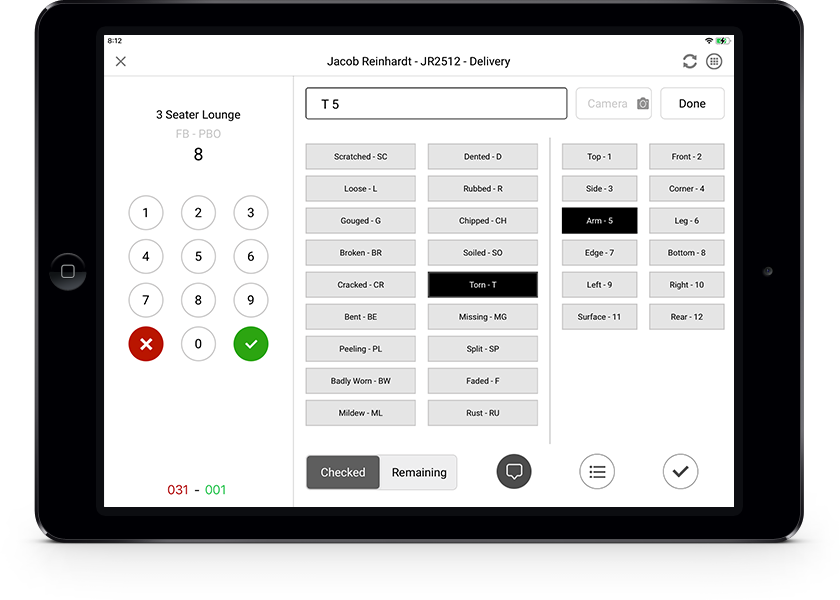 8:12
Jacob Reinhardt - JR2512 - Delivery
3 Seater Lounge
FB - PBO
8
1 2 3
4 5 6
7 8 9
0
031 - 001
T 5
Camera
Done
Scratched - SC Dented - D
Loose - L Rubbed - R
Gouged - G Chipped - CH
Broken - BR Soiled - SO
Cracked - CR Torn - T
Bent - BE Missing - MG
Peeling - PL Split - SP
Badly Worn - BW Faded - F
Mildew - ML Rust - RU
Top - 1 Front - 2
Side - 3 Corner - 4
Arm - 5 Leg - 6
Edge - 7 Bottom - 8
Left - 9 Right - 10
Surface - 11 Rear - 12
Checked Remaining